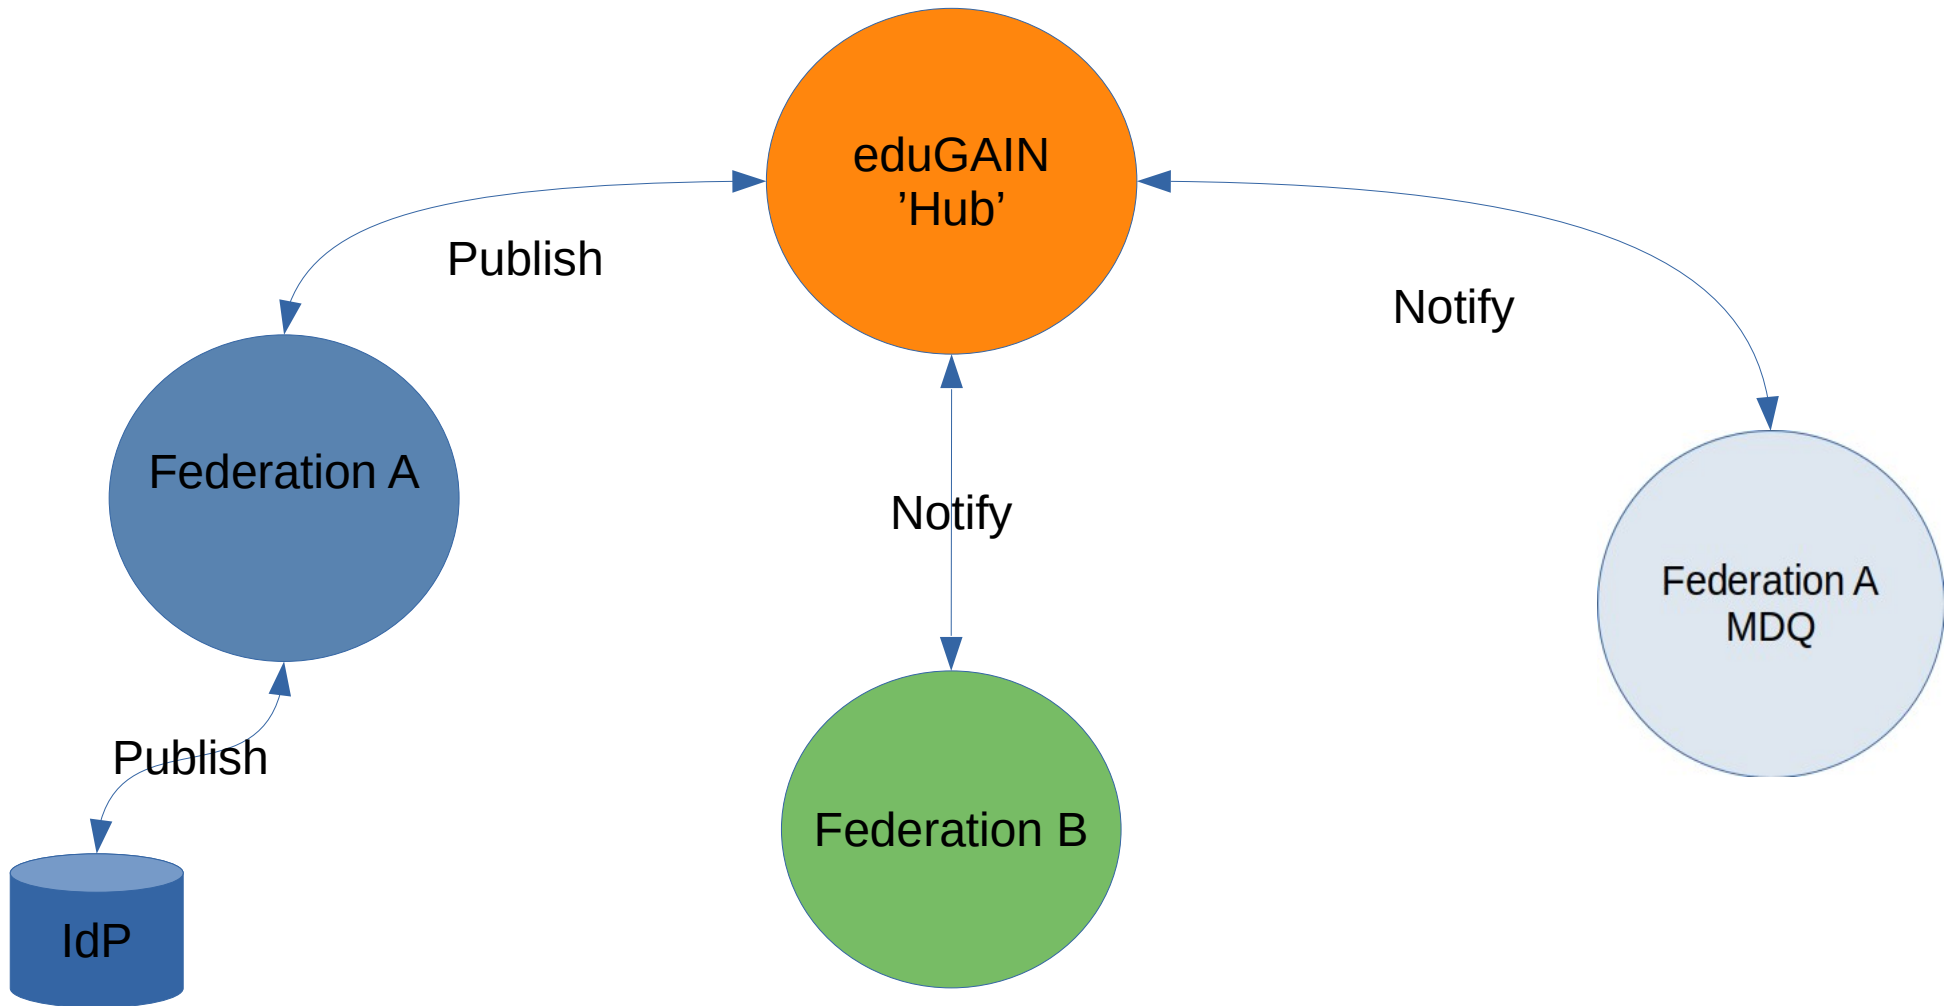 eduGAIN
’Hub’
Publish
Notify
Federation A
Notify
Federation A
MDQ
Publish
Federation B
IdP